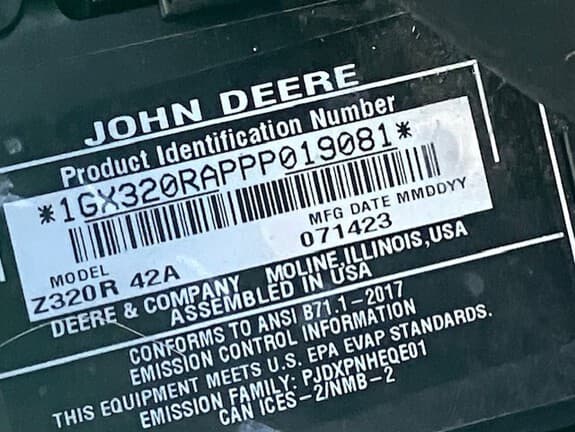 JOHN DEERE
Product Identification Number
*1GX320RAPPP019081*
MFG DATE MMDDYY
071423
MODEL
Z320R 42A
DEERE & COMPANY MOLINE,ILLINOIS,USA
ASSEMBLED IN USA
CONFORMS TO ANSI B71.1-2017
EMISSION CONTROL INFORMATION
THIS EQUIPMENT MEETS U.S. EPA EVAP STANDARDS.
EMISSION FAMILY: PJDXPNHEQE01
CAN ICES-2/NMB-2